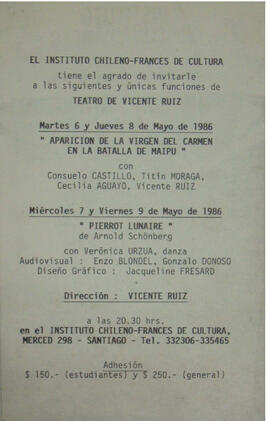 EL INSTITUTO CHILENO-FRANCES DE CULTURA
tiene el agrado de invitarle
a las siguientes y únicas funciones de
TEATRO DE VICENTE RUIZ
Martes 6 y Jueves 8 de Mayo de 1986
" APARICION DE LA VIRGEN DEL CARMEN
EN LA BATALLA DE MAIPU "
con
Consuelo CASTILLO, Titín MORAGA,
Cecilia AGUAYO, Vicente RUIZ
Miércoles 7 y Viernes 9 de Mayo de 1986
" PIERROT LUNAIRE "
de Arnold Schönberg
con Verónica URZUA, danza
Audiovisual : Enzo BLONDEL, Gonzalo DONOSO
Diseño Gráfico : Jacqueline FRESARD
Dirección : VICENTE RUIZ
a las 20,30 hrs.
en el INSTITUTO CHILENO-FRANCES DE CULTURA,
MERCED 298 - SANTIAGO - Tel. 332306-335465
Adhesión
$ 150.- (estudiantes) y $ 250.- (general)